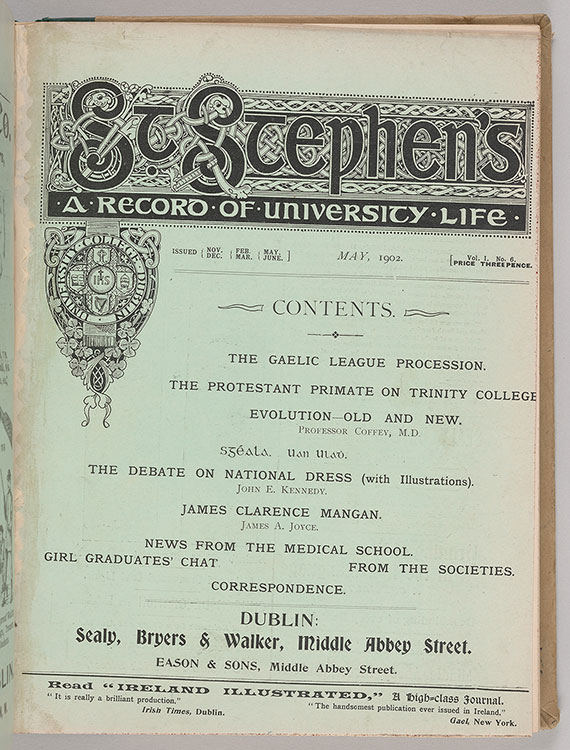 St. Stephen's
A · RECORD · OF · UNIVERSITY · LIFE ·
UNIVERSITY COLLEGE DUBLIN
IHS
ISSUED { NOV. DEC. { FEB. MAR. { MAY. JUNE. ]
MAY, 1902.
[ Vol. I. No. 6.
PRICE THREEPENCE.
CONTENTS.
THE GAELIC LEAGUE PROCESSION.
THE PROTESTANT PRIMATE ON TRINITY COLLEGE
EVOLUTION—OLD AND NEW.
PROFESSOR COFFEY, M.D.
THE DEBATE ON NATIONAL DRESS (with Illustrations).
JOHN E. KENNEDY.
JAMES CLARENCE MANGAN.
JAMES A. JOYCE.
NEWS FROM THE MEDICAL SCHOOL.
GIRL GRADUATES' CHAT FROM THE SOCIETIES.
CORRESPONDENCE.
DUBLIN:
Sealy, Bryers & Walker, Middle Abbey Street.
EASON & SONS, Middle Abbey Street.
Read "IRELAND ILLUSTRATED," A High-class Journal.
"It is really a brilliant production."
Irish Times, Dublin.
"The handsomest publication ever issued in Ireland."
Gael, New York.